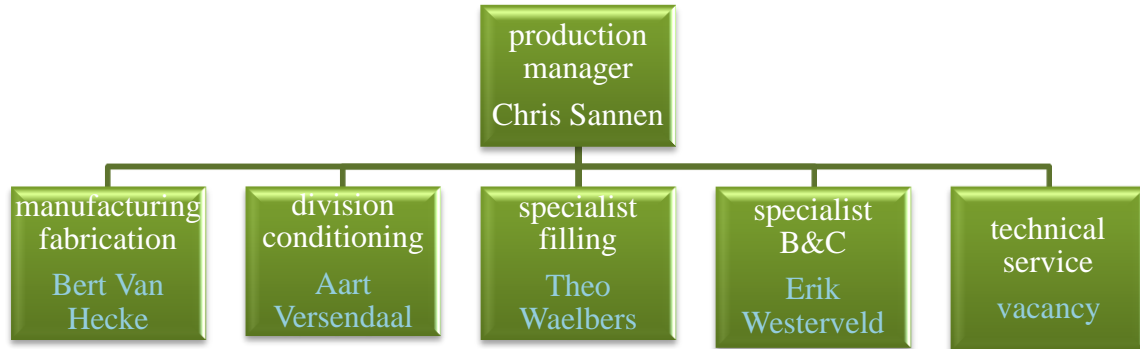 production
manager
Chris Sannen
manufacturing
fabrication
Bert Van
Hecke
division
conditioning
Aart
Versendaal
specialist
filling
Theo
Waelbers
specialist
B&C
Erik
Westerveld
technical
service
vacancy